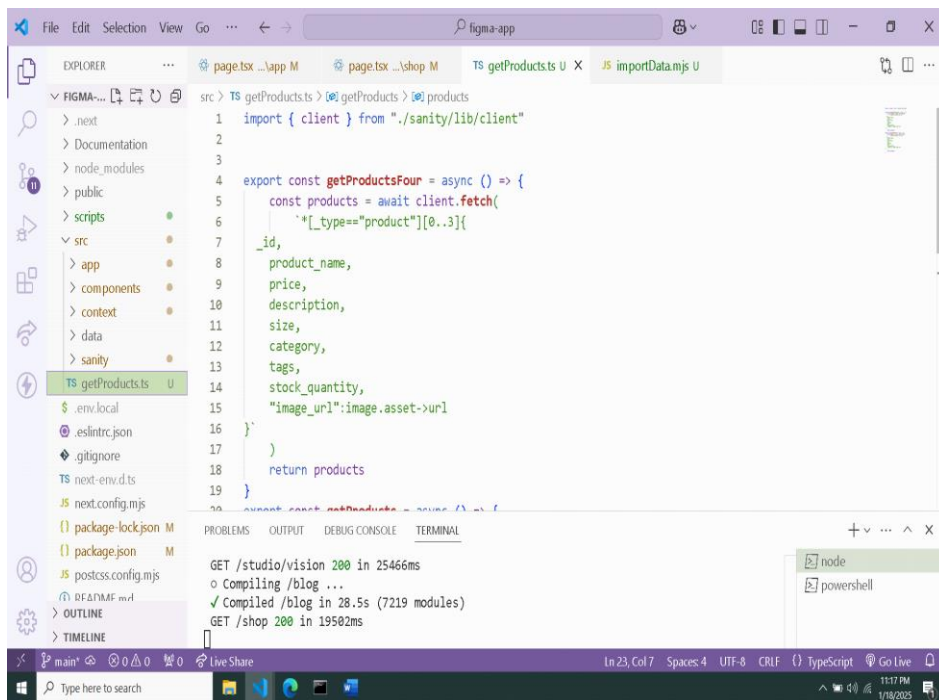 File Edit Selection View Go ··· figma-app
EXPLORER ···
page.tsx ...\app M page.tsx ...\shop M TS getProducts.ts U X JS importData.mjs U
FIGMA-...
src > TS getProducts.ts > getProducts > products
.next
Documentation
node_modules
public
scripts
src
app
components
context
data
sanity
TS getProducts.ts U
$ .env.local
.eslintrc.json
.gitignore
TS next-env.d.ts
JS next.config.mjs
{} package-lock.json M
{} package.json M
JS postcss.config.mjs
README.md
OUTLINE
TIMELINE
1 import { client } from "./sanity/lib/client"
2
3
4 export const getProductsFour = async () => {
5 const products = await client.fetch(
6 `*[_type=="product"][0..3]{
7 _id,
8 product_name,
9 price,
10 description,
11 size,
12 category,
13 tags,
14 stock_quantity,
15 "image_url":image.asset->url
16 }`
17 )
18 return products
19 }
20 export const getProducts = async () => {
PROBLEMS OUTPUT DEBUG CONSOLE TERMINAL
GET /studio/vision 200 in 25466ms
○ Compiling /blog ...
✓ Compiled /blog in 28.5s (7219 modules)
GET /shop 200 in 19502ms
node
powershell
11
main* 0 0 0 Live Share Ln 23, Col 7 Spaces: 4 UTF-8 CRLF {} TypeScript Go Live
Type here to search 11:17 PM
1/18/2025